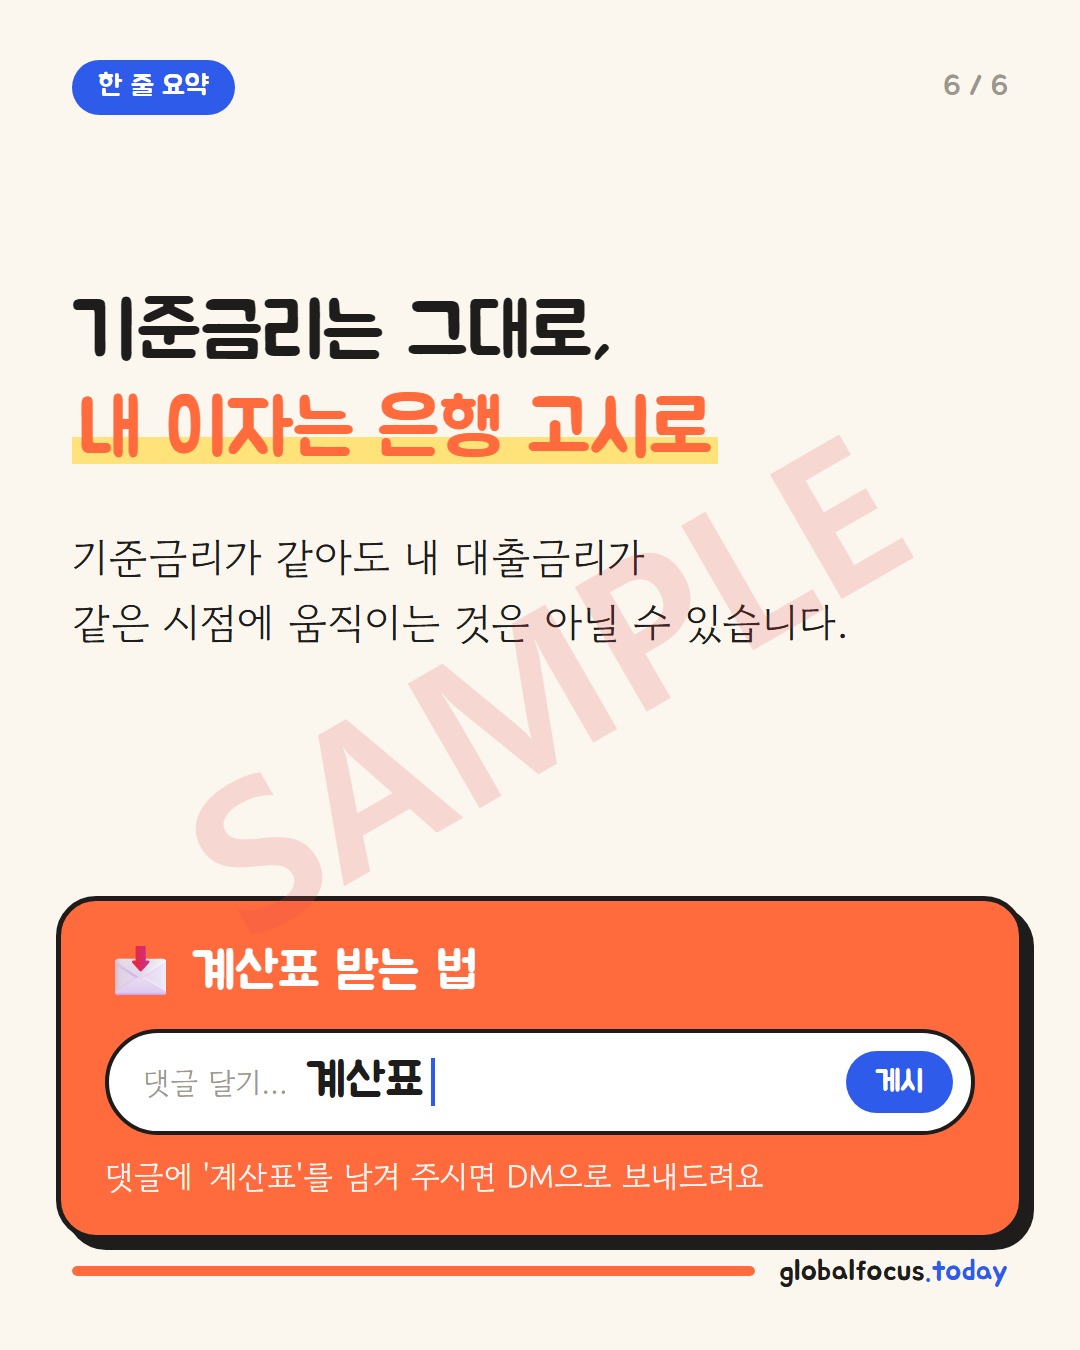 한 줄 요약
6 / 6
기준금리는 그대로,
내 이자는 은행 고시로
기준금리가 같아도 내 대출금리가
같은 시점에 움직이는 것은 아닐 수 있습니다.
SAMPLE
계산표 받는 법
댓글 달기... 계산표
게시
댓글에 '계산표'를 남겨 주시면 DM으로 보내드려요
globalfocus.today